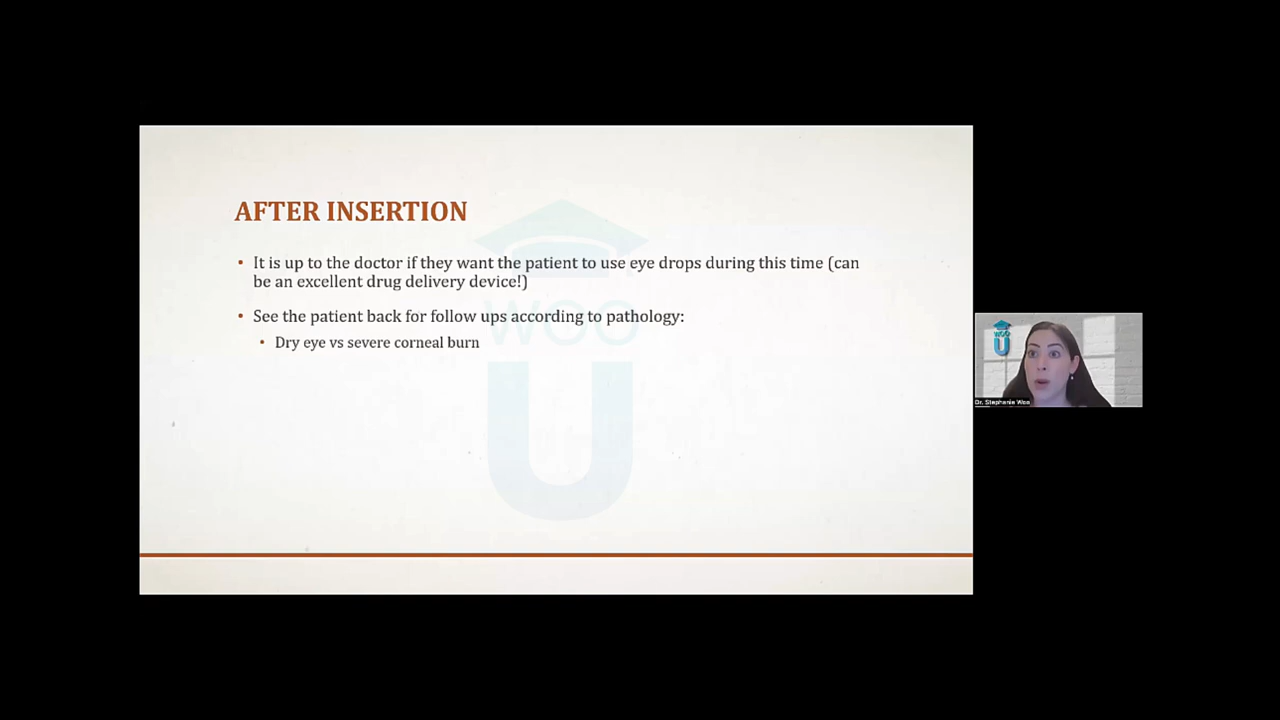 AFTER INSERTION
• It is up to the doctor if they want the patient to use eye drops during this time (can
be an excellent drug delivery device!)
• See the patient back for follow ups according to pathology:
• Dry eye vs severe corneal burn
WOO
U
WOO
U
Dr. Stephanie Woo